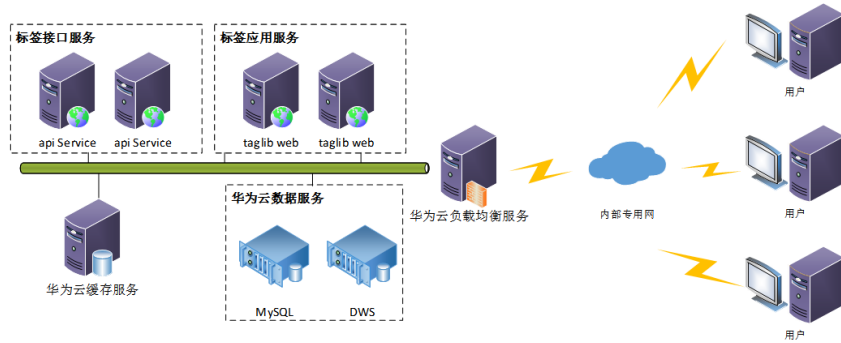 标签接口服务
api Service
api Service
标签应用服务
taglib web
taglib web
华为云缓存服务
华为云数据服务
MySQL
DWS
华为云负载均衡服务
内部专用网
用户
用户
用户